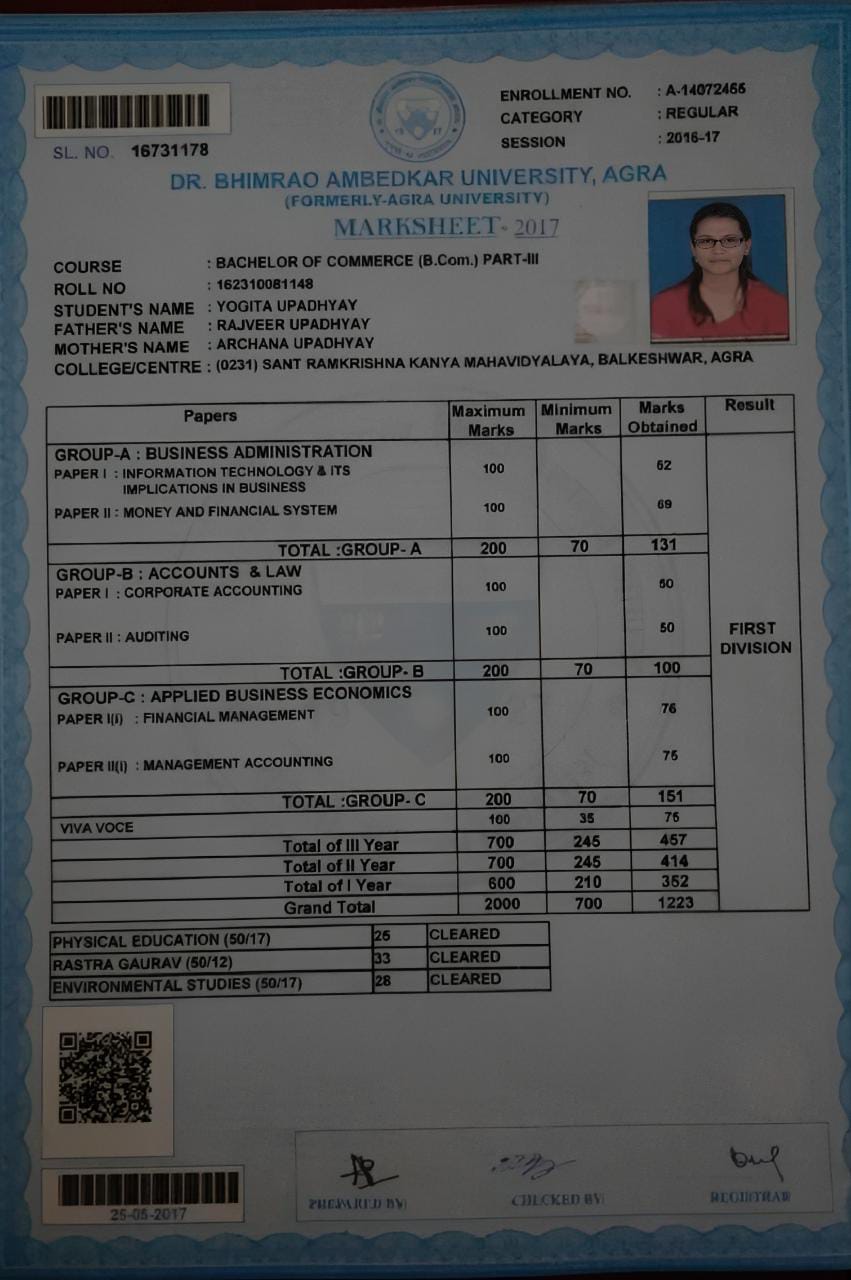 ENROLLMENT NO. : A-14072465
CATEGORY : REGULAR
SESSION : 2016-17
SL. NO. 16731178
DR. BHIMRAO AMBEDKAR UNIVERSITY, AGRA
(FORMERLY-AGRA UNIVERSITY)
MARKSHEET - 2017
COURSE : BACHELOR OF COMMERCE (B.Com.) PART-III
ROLL NO : 162310081148
STUDENT'S NAME : YOGITA UPADHYAY
FATHER'S NAME : RAJVEER UPADHYAY
MOTHER'S NAME : ARCHANA UPADHYAY
COLLEGE/CENTRE : (0231) SANT RAMKRISHNA KANYA MAHAVIDYALAYA, BALKESHWAR, AGRA
Papers Maximum Marks Minimum Marks Marks Obtained Result
GROUP-A : BUSINESS ADMINISTRATION
PAPER I : INFORMATION TECHNOLOGY & ITS 100 62
IMPLICATIONS IN BUSINESS
PAPER II : MONEY AND FINANCIAL SYSTEM 100 69
TOTAL :GROUP- A 200 70 131
GROUP-B : ACCOUNTS & LAW
PAPER I : CORPORATE ACCOUNTING 100 50
PAPER II : AUDITING 100 50
FIRST
DIVISION
TOTAL :GROUP- B 200 70 100
GROUP-C : APPLIED BUSINESS ECONOMICS
PAPER I(i) : FINANCIAL MANAGEMENT 100 76
PAPER II(i) : MANAGEMENT ACCOUNTING 100 75
TOTAL :GROUP- C 200 70 151
VIVA VOCE 100 35 75
Total of III Year 700 245 457
Total of II Year 700 245 414
Total of I Year 600 210 352
Grand Total 2000 700 1223
PHYSICAL EDUCATION (50/17) 26 CLEARED
RASTRA GAURAV (50/12) 33 CLEARED
ENVIRONMENTAL STUDIES (50/17) 28 CLEARED
25-05-2017
PREPARED BY
CHECKED BY
REGISTRAR